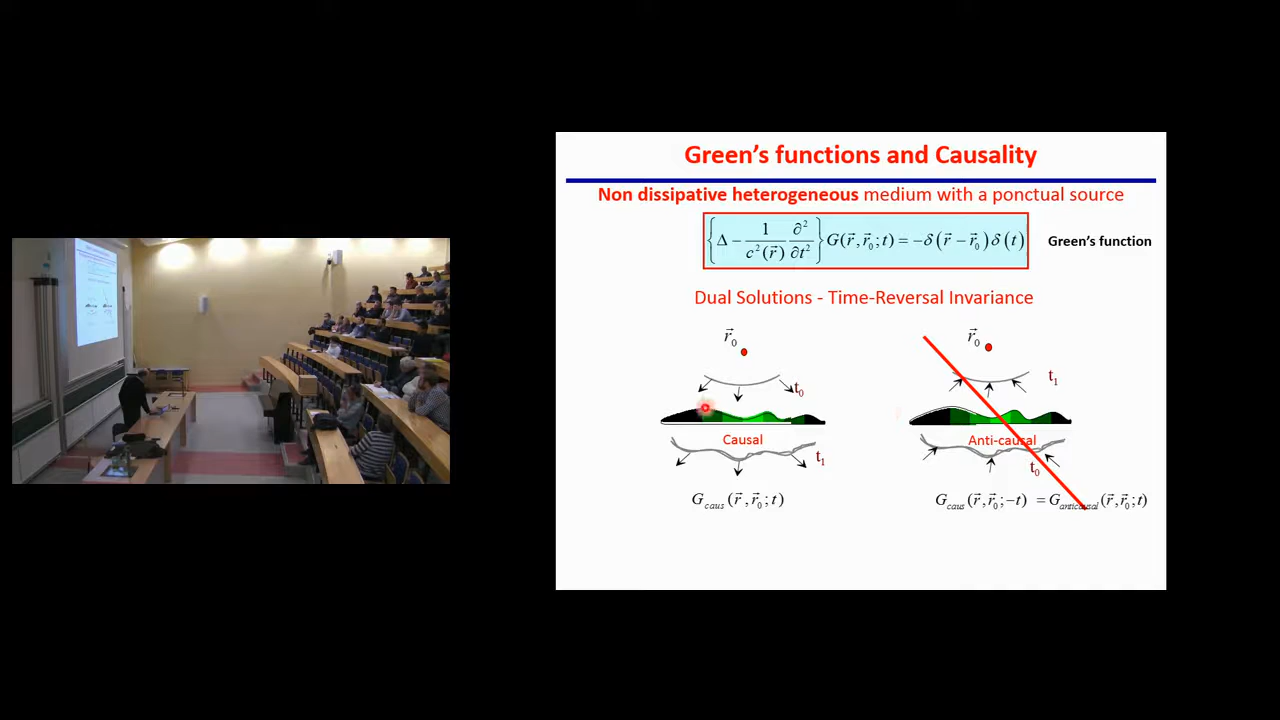 Green's functions and Causality
Non dissipative heterogeneous medium with a ponctual source
{Δ − 1/c²(r⃗) ∂²/∂t²} G(r⃗, r⃗₀; t) = −δ(r⃗ − r⃗₀) δ(t)
Green's function
Dual Solutions - Time-Reversal Invariance
r⃗₀
r⃗₀
t₀
t₁
Causal
Anti-causal
t₁
t₀
G_caus(r⃗, r⃗₀; t)
G_caus(r⃗, r⃗₀; −t) = G_anticausal(r⃗, r⃗₀; t)